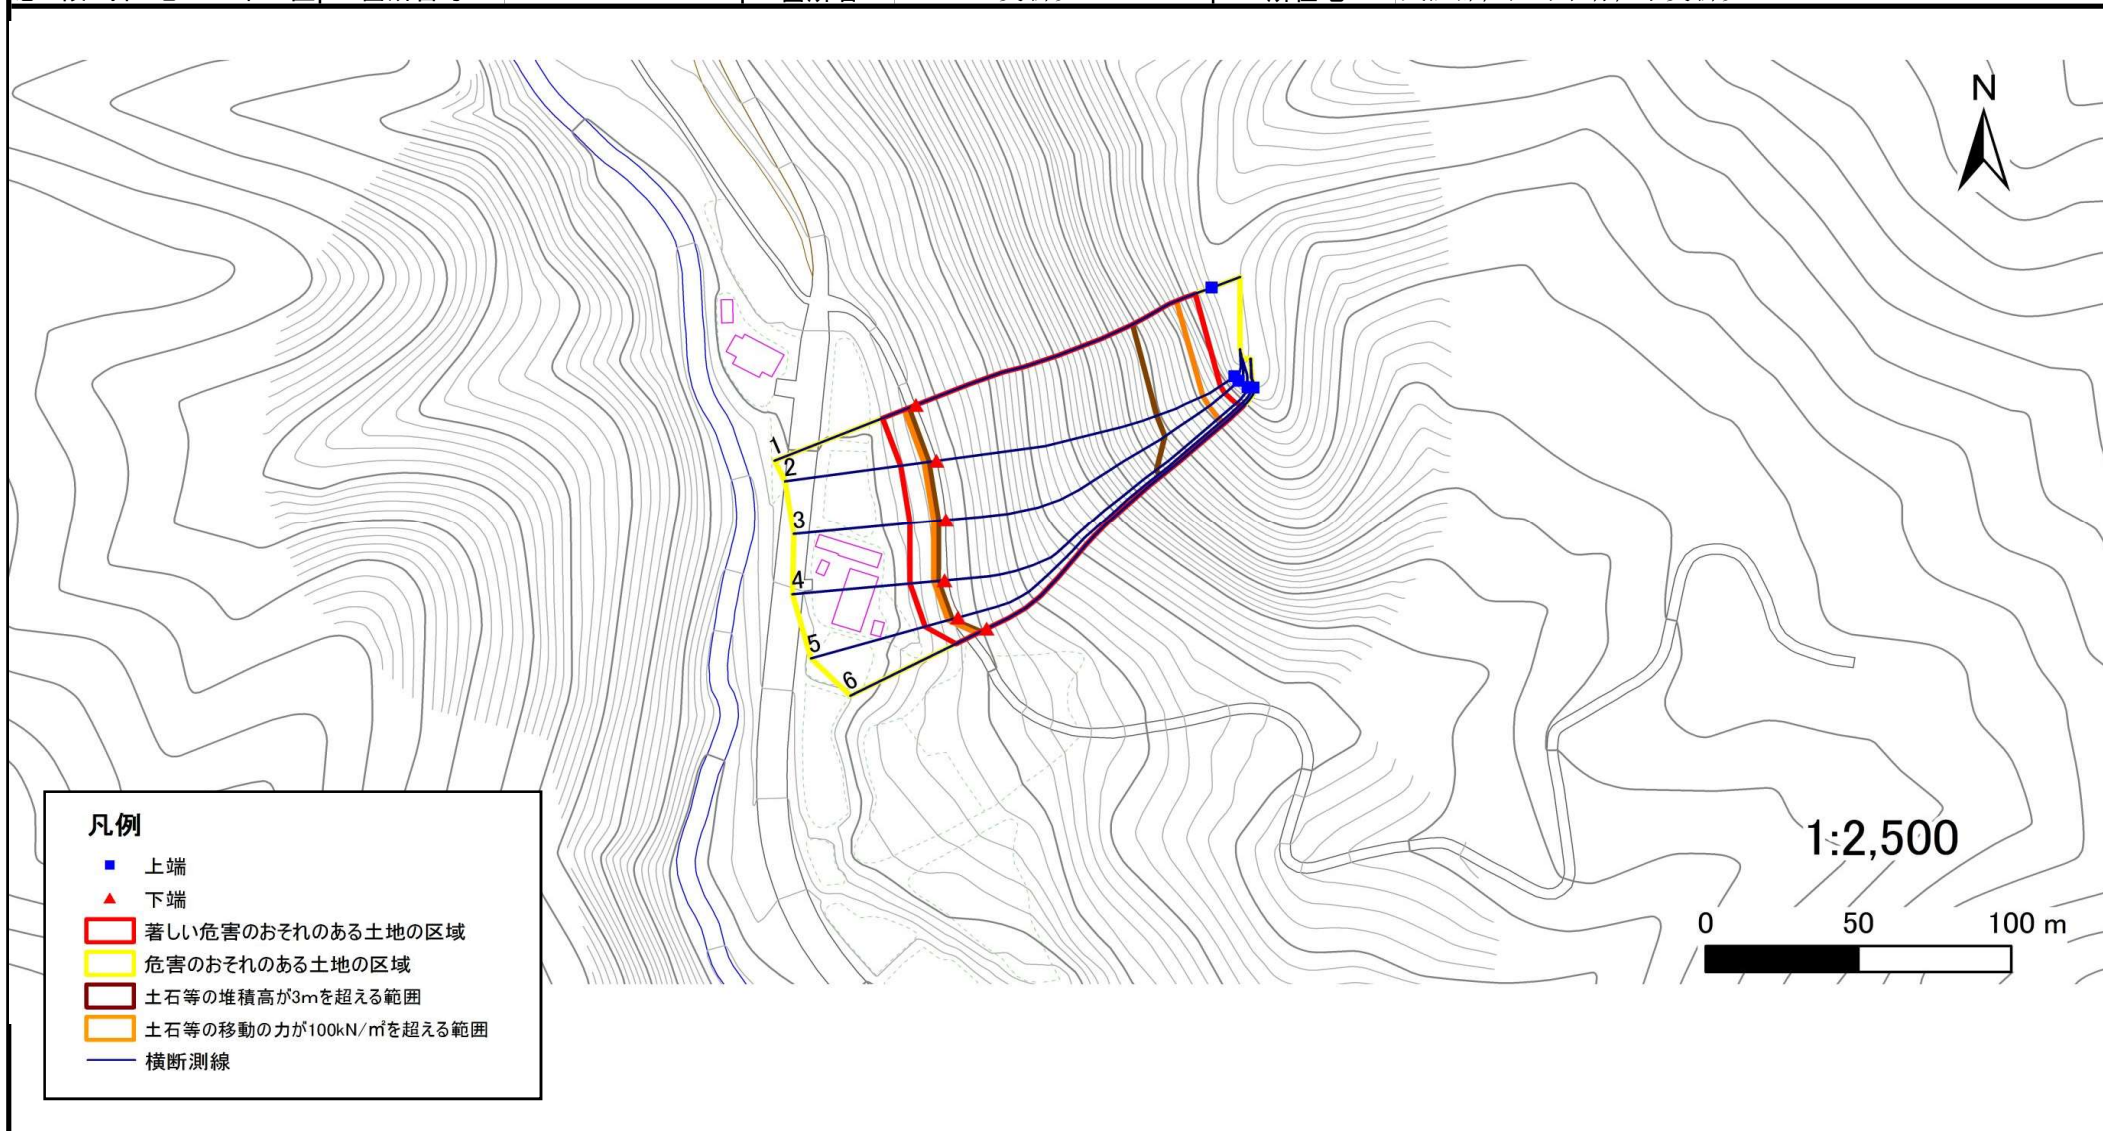 N
1
2
3
4
5
6
凡例
上端
下端
著しい危害のおそれのある土地の区域
危害のおそれのある土地の区域
土石等の堆積高が3mを超える範囲
土石等の移動の力が100kN/㎡を超える範囲
横断測線
1:2,500
0 50 100 m